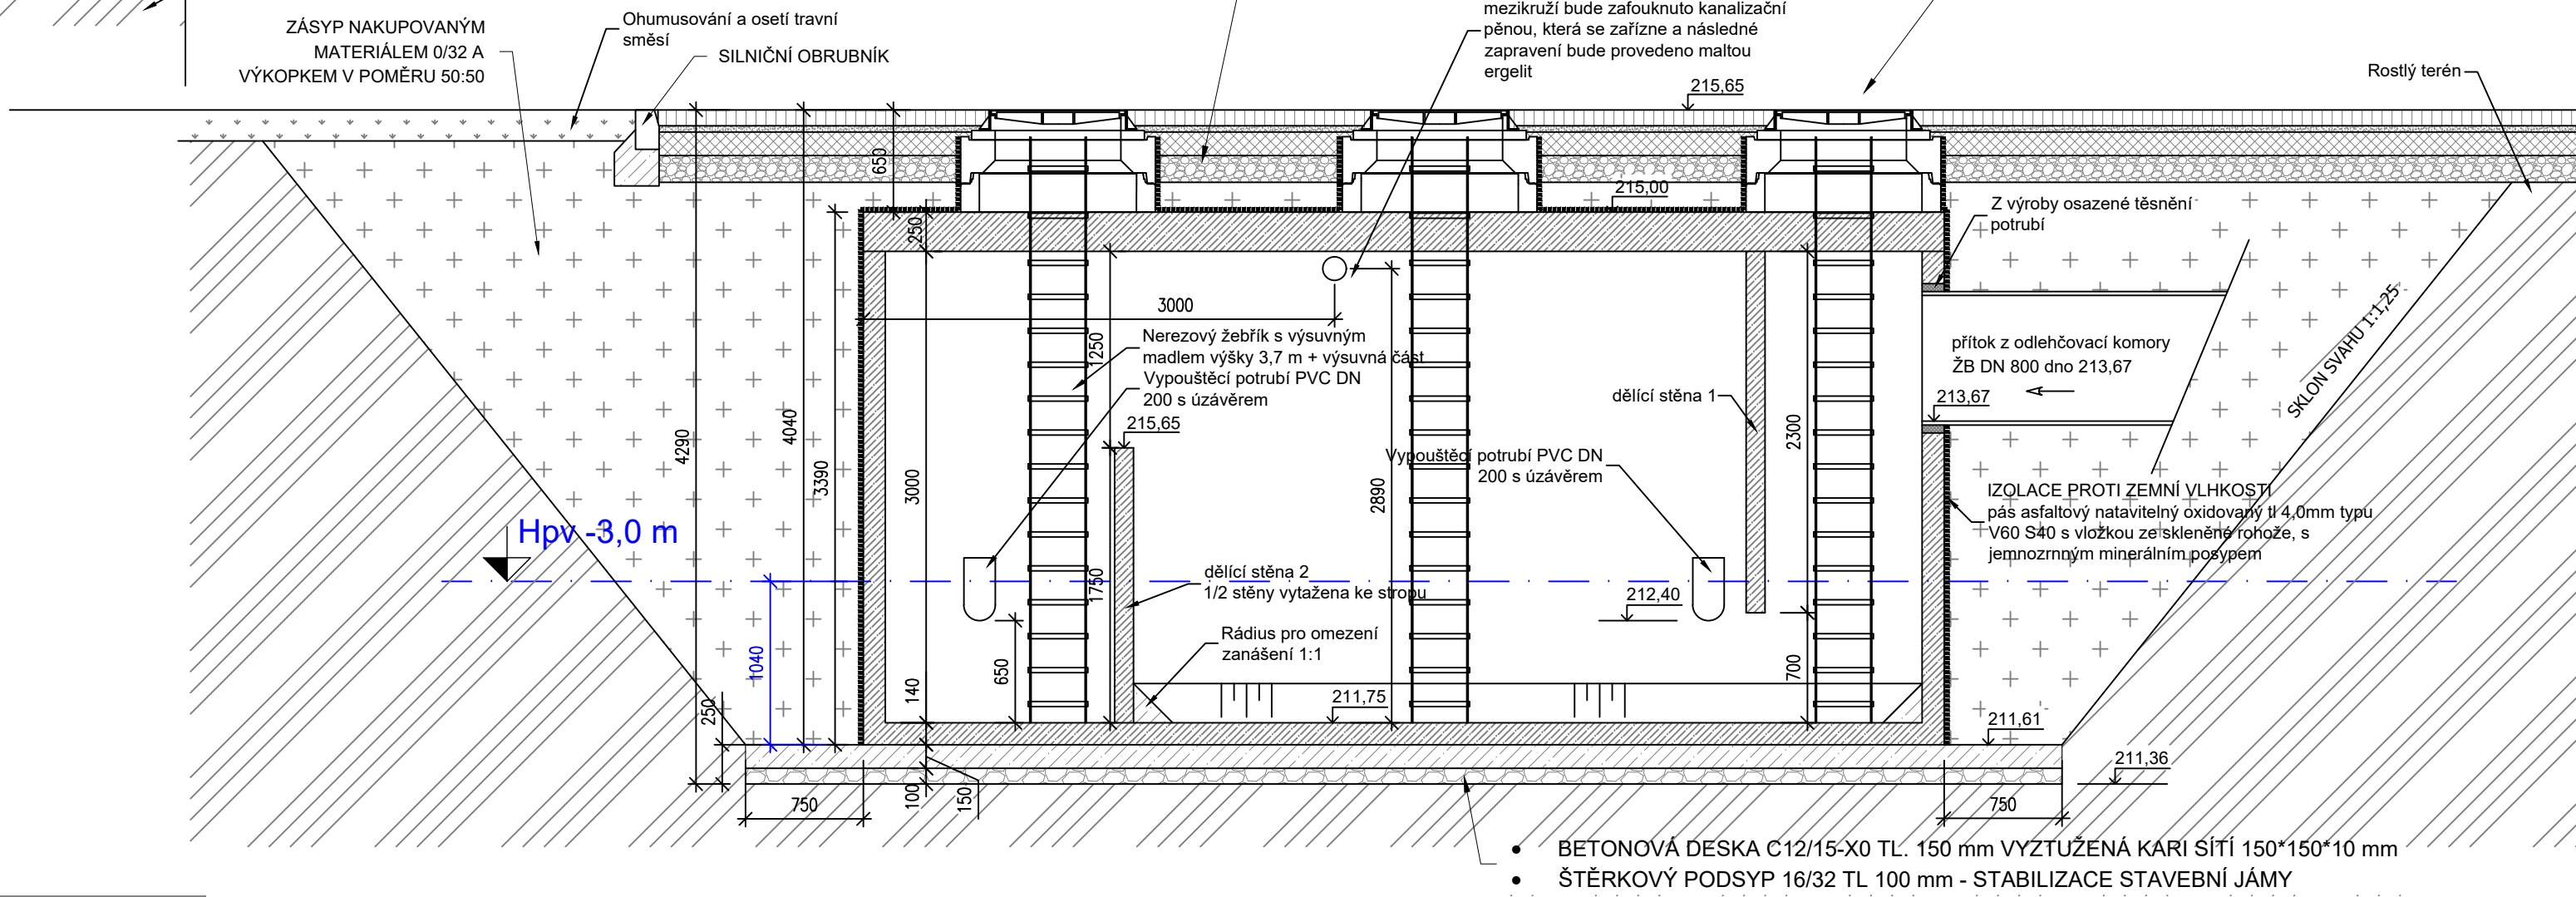 ZÁSYP NAKUPOVANÝM
MATERIÁLEM 0/32 A
VÝKOPKEM V POMĚRU 50:50
Ohumusování a osetí travní
směsí
SILNIČNÍ OBRUBNÍK
mezikruží bude zafouknuto kanalizační
pěnou, která se zařízne a následné
zapravení bude provedeno maltou
ergelit
215,65
Rostlý terén
650
215,00
250
Z výroby osazené těsnění
potrubí
3000
Nerezový žebřík s výsuvným
madlem výšky 3,7 m + výsuvná část
Vypouštěcí potrubí PVC DN
200 s úzávěrem
1250
215,65
dělící stěna 1
přítok z odlehčovací komory
ŽB DN 800 dno 213,67
213,67
SKLON SVAHU 1:1,25
4290
4040
3390
3000
2890
2300
Vypouštěcí potrubí PVC DN
200 s úzávěrem
IZOLACE PROTI ZEMNÍ VLHKOSTI
pás asfaltový natavitelný oxidovaný tl 4,0mm typu
V60 S40 s vložkou ze skleněné rohože, s
jemnozrnným minerálním posypem
Hpv -3,0 m
1750
dělící stěna 2
1/2 stěny vytažena ke stropu
212,40
Rádius pro omezení
zanášení 1:1
1040
650
700
140
250
211,75
211,61
211,36
750
100
150
750
• BETONOVÁ DESKA C12/15-X0 TL. 150 mm VYZTUŽENÁ KARI SÍTÍ 150*150*10 mm
• ŠTĚRKOVÝ PODSYP 16/32 TL 100 mm - STABILIZACE STAVEBNÍ JÁMY